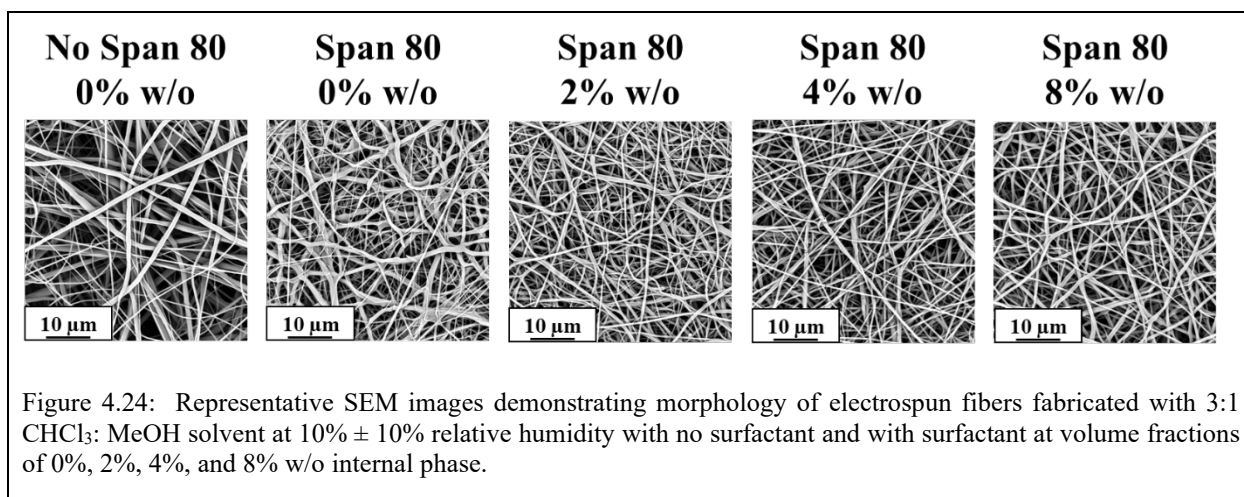 No Span 80 Span 80 Span 80 Span 80 Span 80
0% w/o 0% w/o 2% w/o 4% w/o 8% w/o
10 µm 10 µm 10 µm 10 µm 10 µm
Figure 4.24: Representative SEM images demonstrating morphology of electrospun fibers fabricated with 3:1
CHCl₃: MeOH solvent at 10% ± 10% relative humidity with no surfactant and with surfactant at volume fractions
of 0%, 2%, 4%, and 8% w/o internal phase.